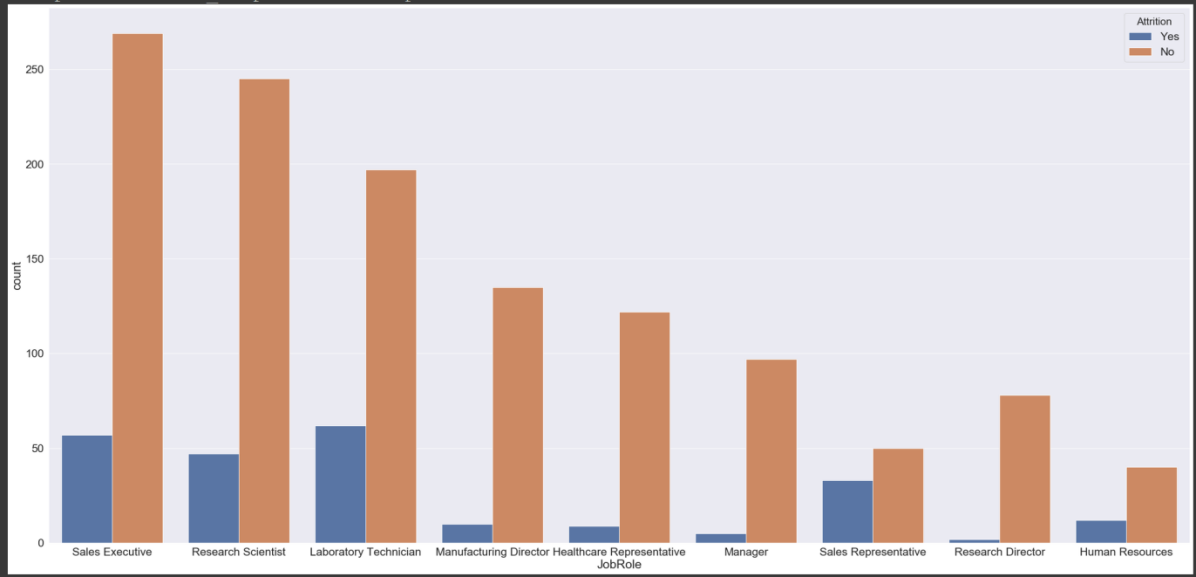 Attrition
Yes
No
250
200
150
100
50
0
count
Sales Executive
Research Scientist
Laboratory Technician
Manufacturing Director
Healthcare Representative
Manager
Sales Representative
Research Director
Human Resources
JobRole